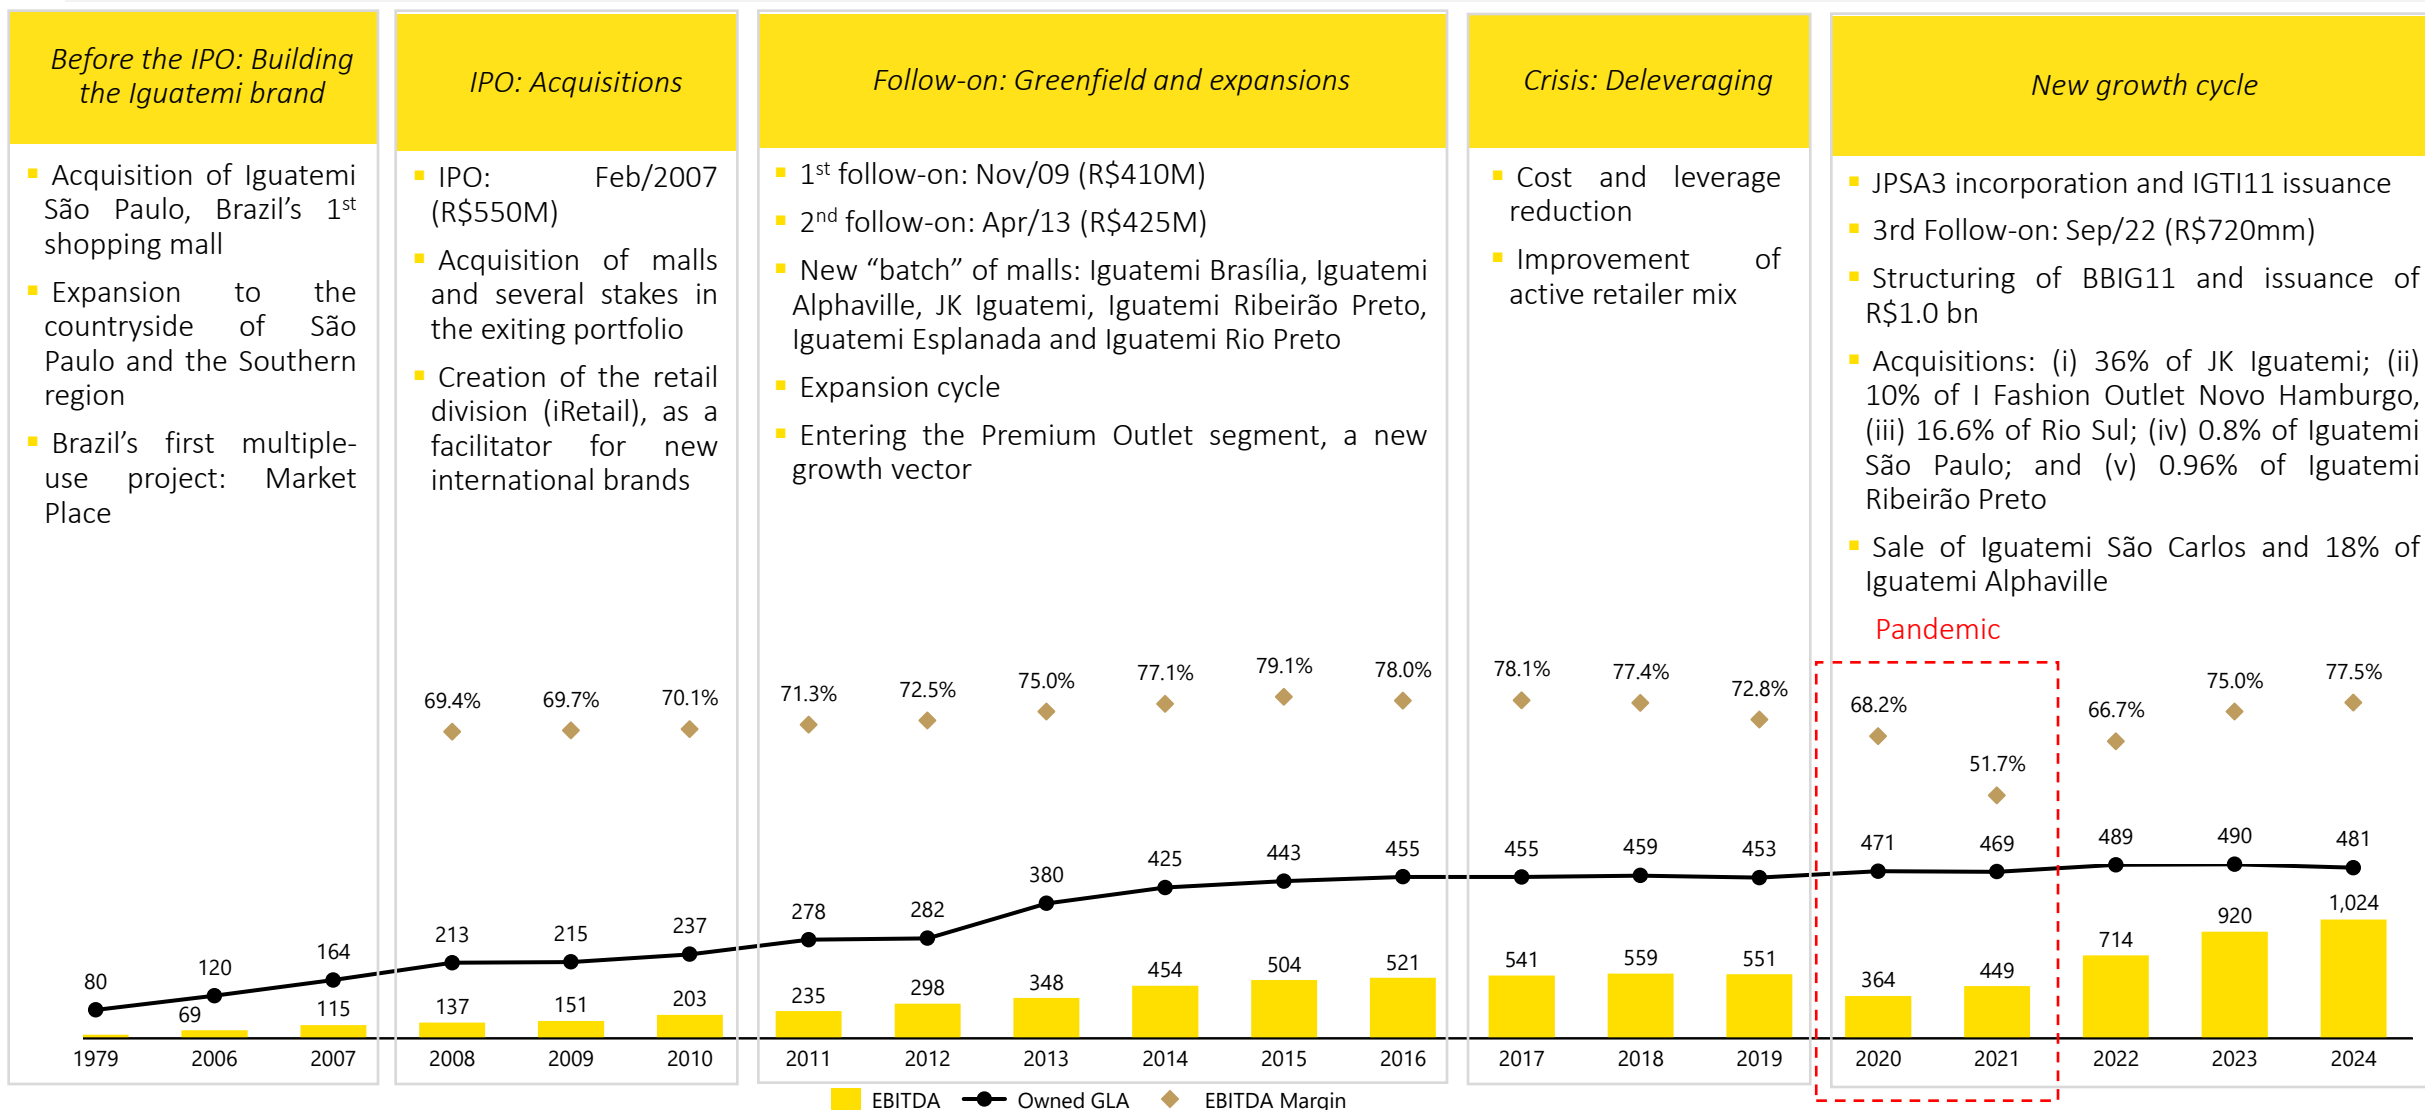 Before the IPO: Building
the Iguatemi brand
▪ Acquisition of Iguatemi
São Paulo, Brazil’s 1st
shopping mall
▪ Expansion to the
countryside of São
Paulo and the Southern
region
▪ Brazil’s first multiple-
use project: Market
Place
IPO: Acquisitions
▪ IPO: Feb/2007
(R$550M)
▪ Acquisition of malls
and several stakes in
the exiting portfolio
▪ Creation of the retail
division (iRetail), as a
facilitator for new
international brands
Follow-on: Greenfield and expansions
▪ 1st follow-on: Nov/09 (R$410M)
▪ 2nd follow-on: Apr/13 (R$425M)
▪ New “batch” of malls: Iguatemi Brasília, Iguatemi
Alphaville, JK Iguatemi, Iguatemi Ribeirão Preto,
Iguatemi Esplanada and Iguatemi Rio Preto
▪ Expansion cycle
▪ Entering the Premium Outlet segment, a new
growth vector
Crisis: Deleveraging
▪ Cost and leverage
reduction
▪ Improvement of
active retailer mix
New growth cycle
▪ JPSA3 incorporation and IGTI11 issuance
▪ 3rd Follow-on: Sep/22 (R$720mm)
▪ Structuring of BBIG11 and issuance of
R$1.0 bn
▪ Acquisitions: (i) 36% of JK Iguatemi; (ii)
10% of I Fashion Outlet Novo Hamburgo,
(iii) 16.6% of Rio Sul; (iv) 0.8% of Iguatemi
São Paulo; and (v) 0.96% of Iguatemi
Ribeirão Preto
▪ Sale of Iguatemi São Carlos and 18% of
Iguatemi Alphaville
Pandemic
69.4% 69.7% 70.1% 71.3% 72.5% 75.0% 77.1% 79.1% 78.0% 78.1% 77.4% 72.8% 68.2% 51.7% 66.7% 75.0% 77.5%
80 120 164 213 215 237 278 282 380 425 443 455 455 459 453 471 469 489 490 481
69 115 137 151 203 235 298 348 454 504 521 541 559 551 364 449 714 920 1,024
1979 2006 2007 2008 2009 2010 2011 2012 2013 2014 2015 2016 2017 2018 2019 2020 2021 2022 2023 2024
EBITDA Owned GLA EBITDA Margin